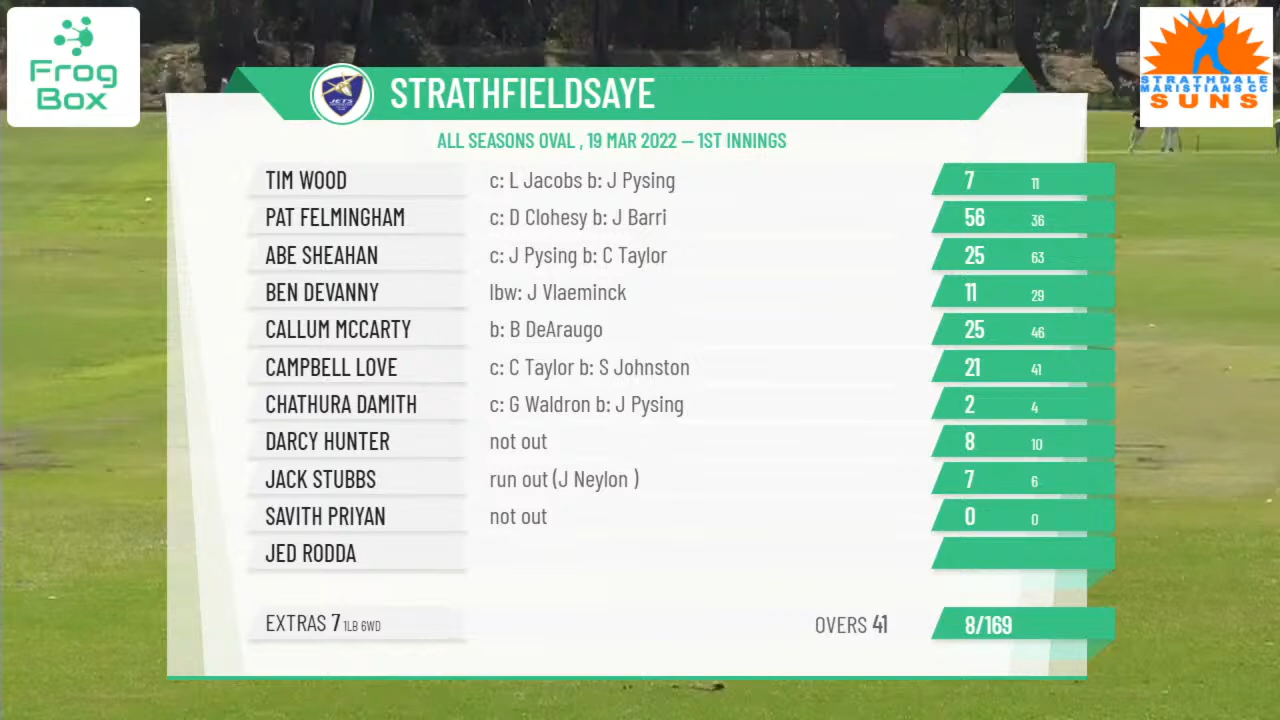 Frog
Box
JETS
STRATHFIELDSAYE
STRATHDALE
MARISTIANS CC
SUNS
ALL SEASONS OVAL , 19 MAR 2022 – 1ST INNINGS
TIM WOOD c: L Jacobs b: J Pysing 7 11
PAT FELMINGHAM c: D Clohesy b: J Barri 56 36
ABE SHEAHAN c: J Pysing b: C Taylor 25 63
BEN DEVANNY lbw: J Vlaeminck 11 29
CALLUM MCCARTY b: B DeAraugo 25 46
CAMPBELL LOVE c: C Taylor b: S Johnston 21 41
CHATHURA DAMITH c: G Waldron b: J Pysing 2 4
DARCY HUNTER not out 8 10
JACK STUBBS run out (J Neylon ) 7 6
SAVITH PRIYAN not out 0 0
JED RODDA
EXTRAS 7 1LB 6WD OVERS 41 8/169